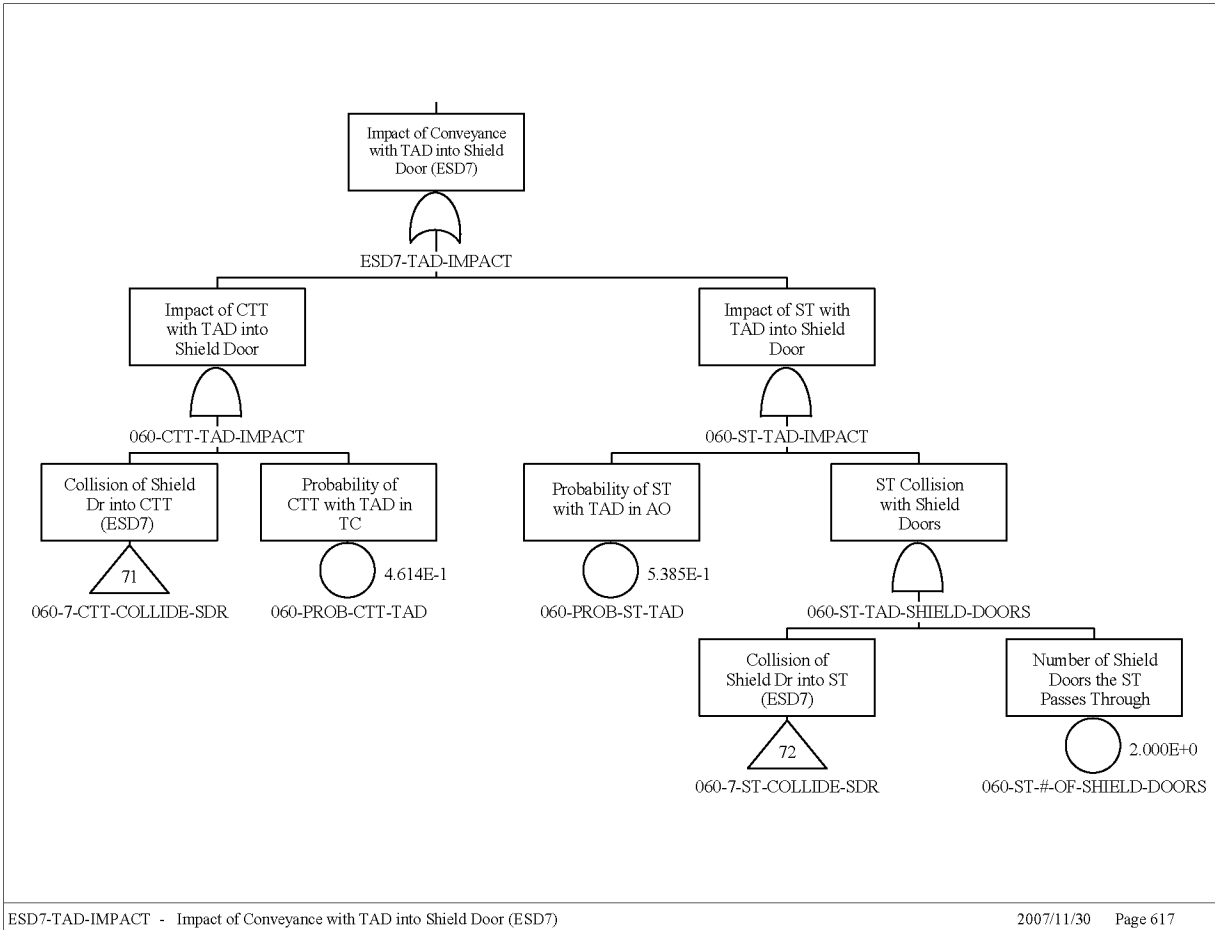 Impact of Conveyance
with TAD into Shield
Door (ESD7)
ESD7-TAD-IMPACT
Impact of CTT
with TAD into
Shield Door
060-CTT-TAD-IMPACT
Impact of ST with
TAD into Shield
Door
060-ST-TAD-IMPACT
Collision of Shield
Dr into CTT
(ESD7)
71
060-7-CTT-COLLIDE-SDR
Probability of
CTT with TAD in
TC
4.614E-1
060-PROB-CTT-TAD
Probability of ST
with TAD in AO
5.385E-1
060-PROB-ST-TAD
ST Collision
with Shield
Doors
060-ST-TAD-SHIELD-DOORS
Collision of
Shield Dr into ST
(ESD7)
72
060-7-ST-COLLIDE-SDR
Number of Shield
Doors the ST
Passes Through
2.000E+0
060-ST-#-OF-SHIELD-DOORS
ESD7-TAD-IMPACT - Impact of Conveyance with TAD into Shield Door (ESD7)
2007/11/30 Page 617